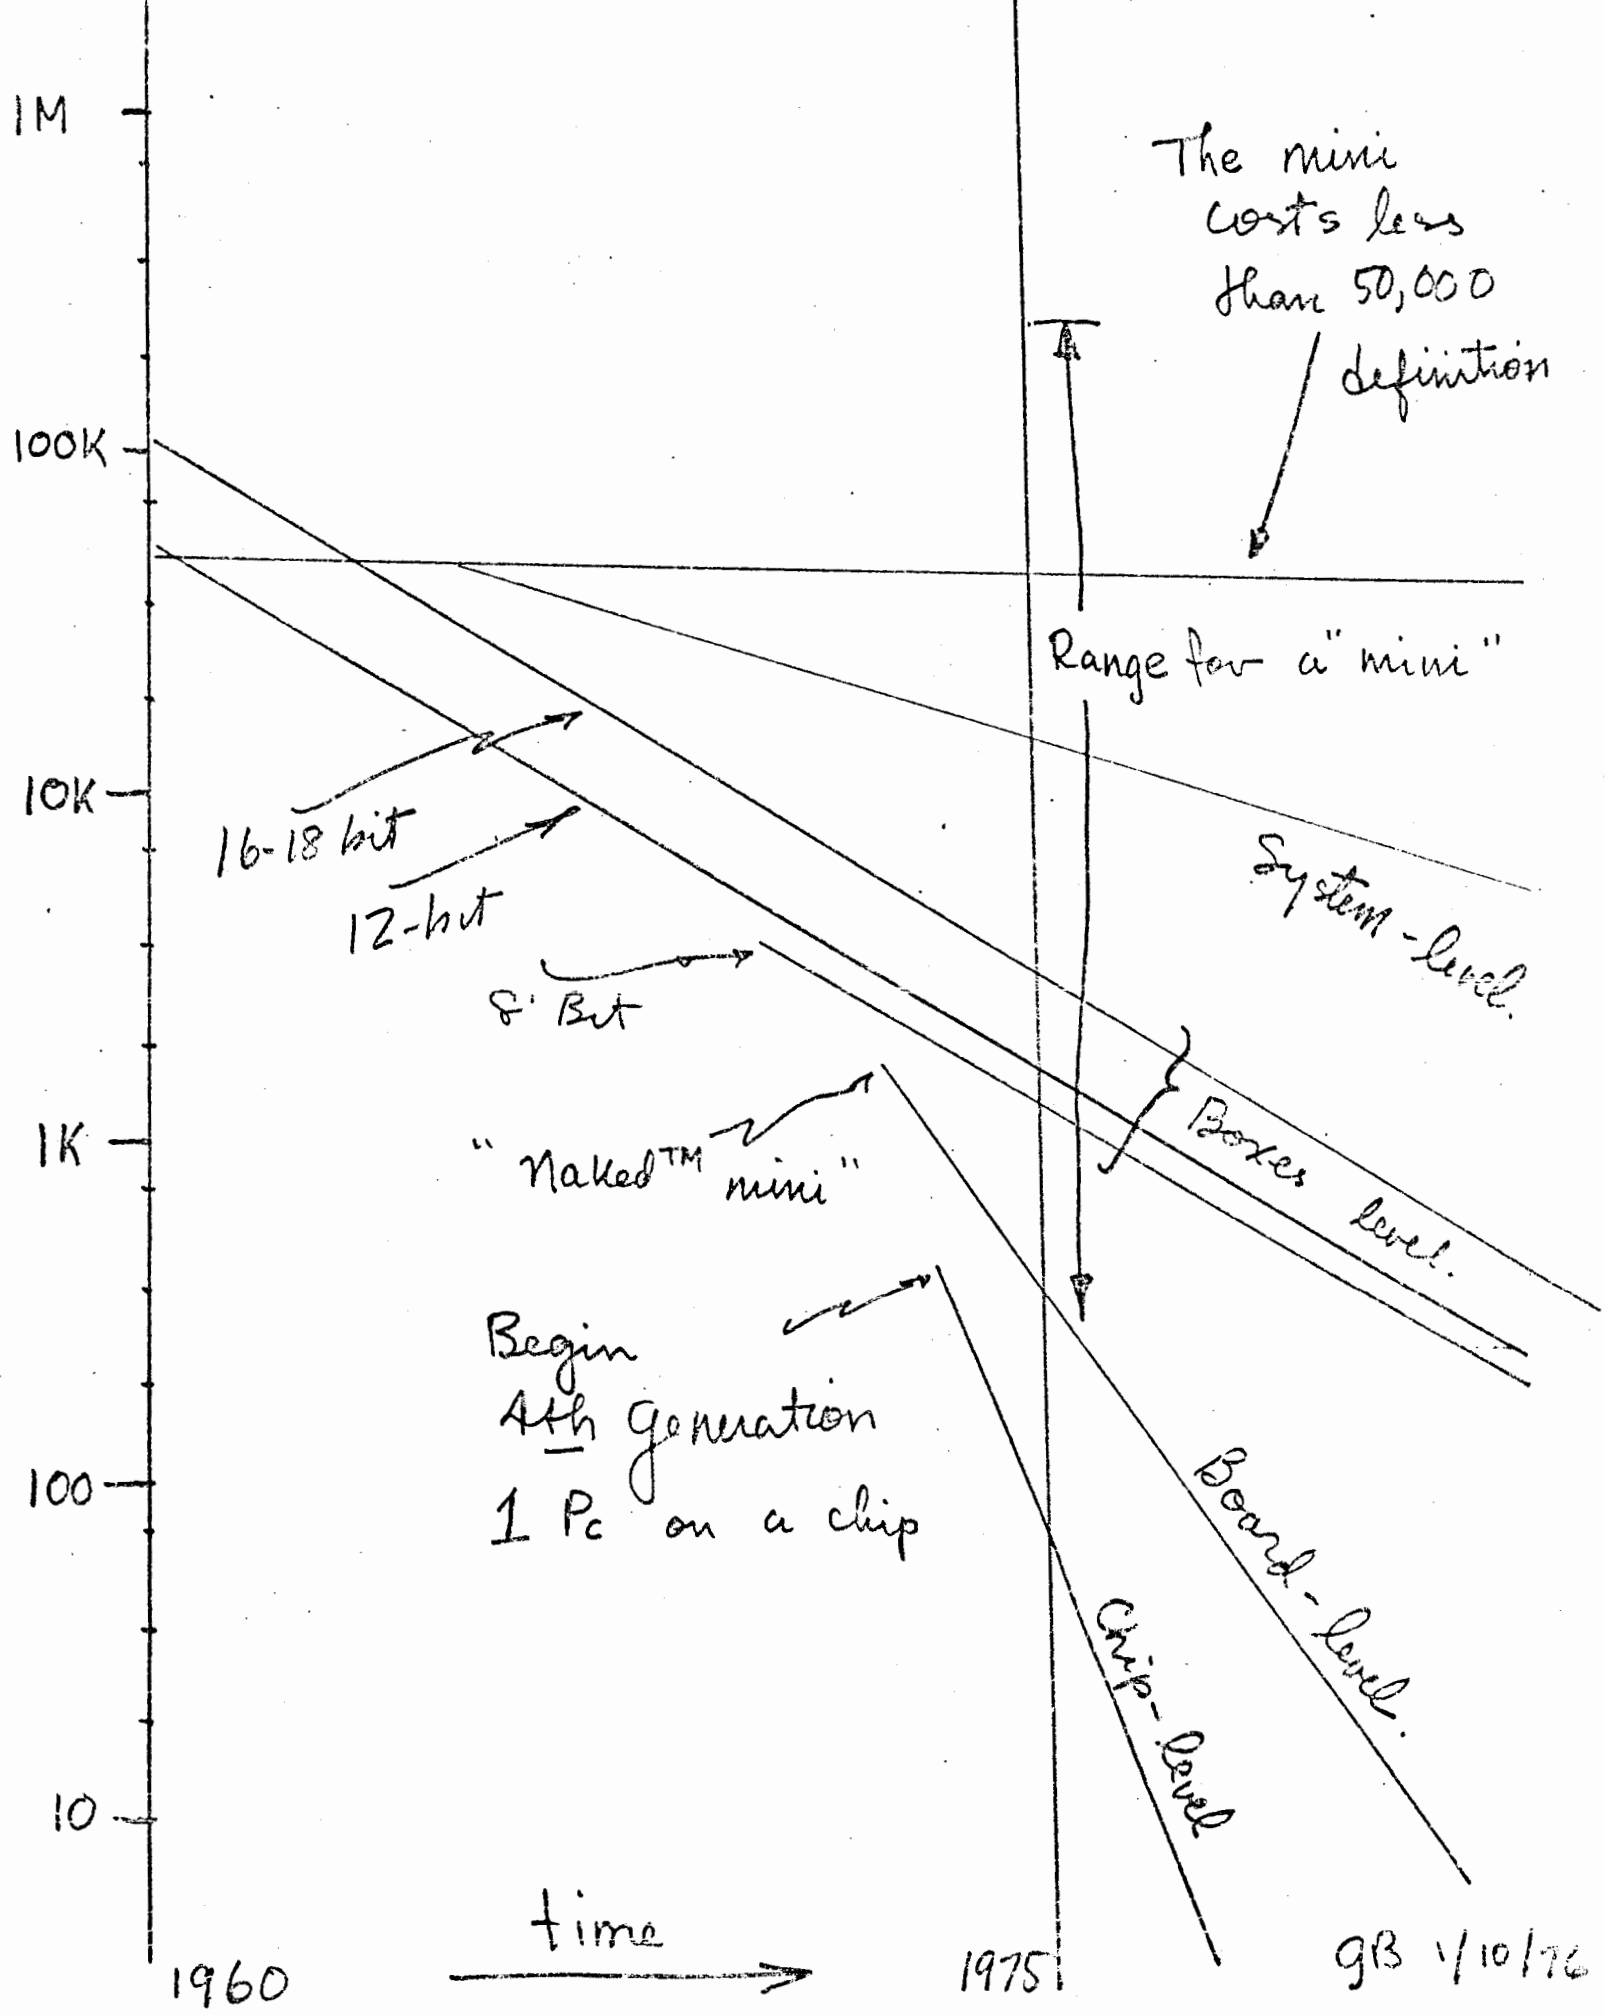 1M
The mini
costs less
than 50,000
definition
100K
Range for a "mini"
10K
16-18 bit
12-bit
System-level.
8' Bit
1K
"Naked™ mini"
Boxes level.
Begin
4th Generation
1 Pc on a chip
100
Board-level.
Chip-level
10
time
1960
1975
gB 1/10/76